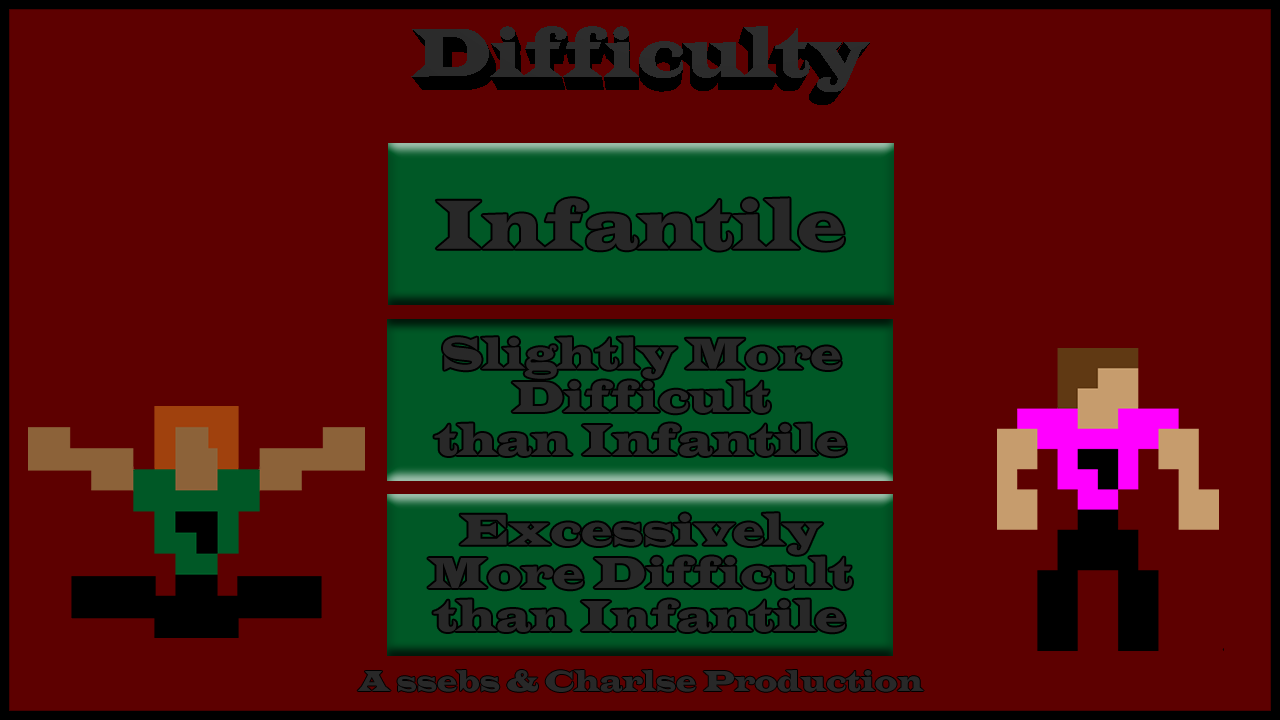 Difficulty
Infantile
Slightly More
Difficult
than Infantile
Excessively
More Difficult
than Infantile
A ssebs & Charlse Production